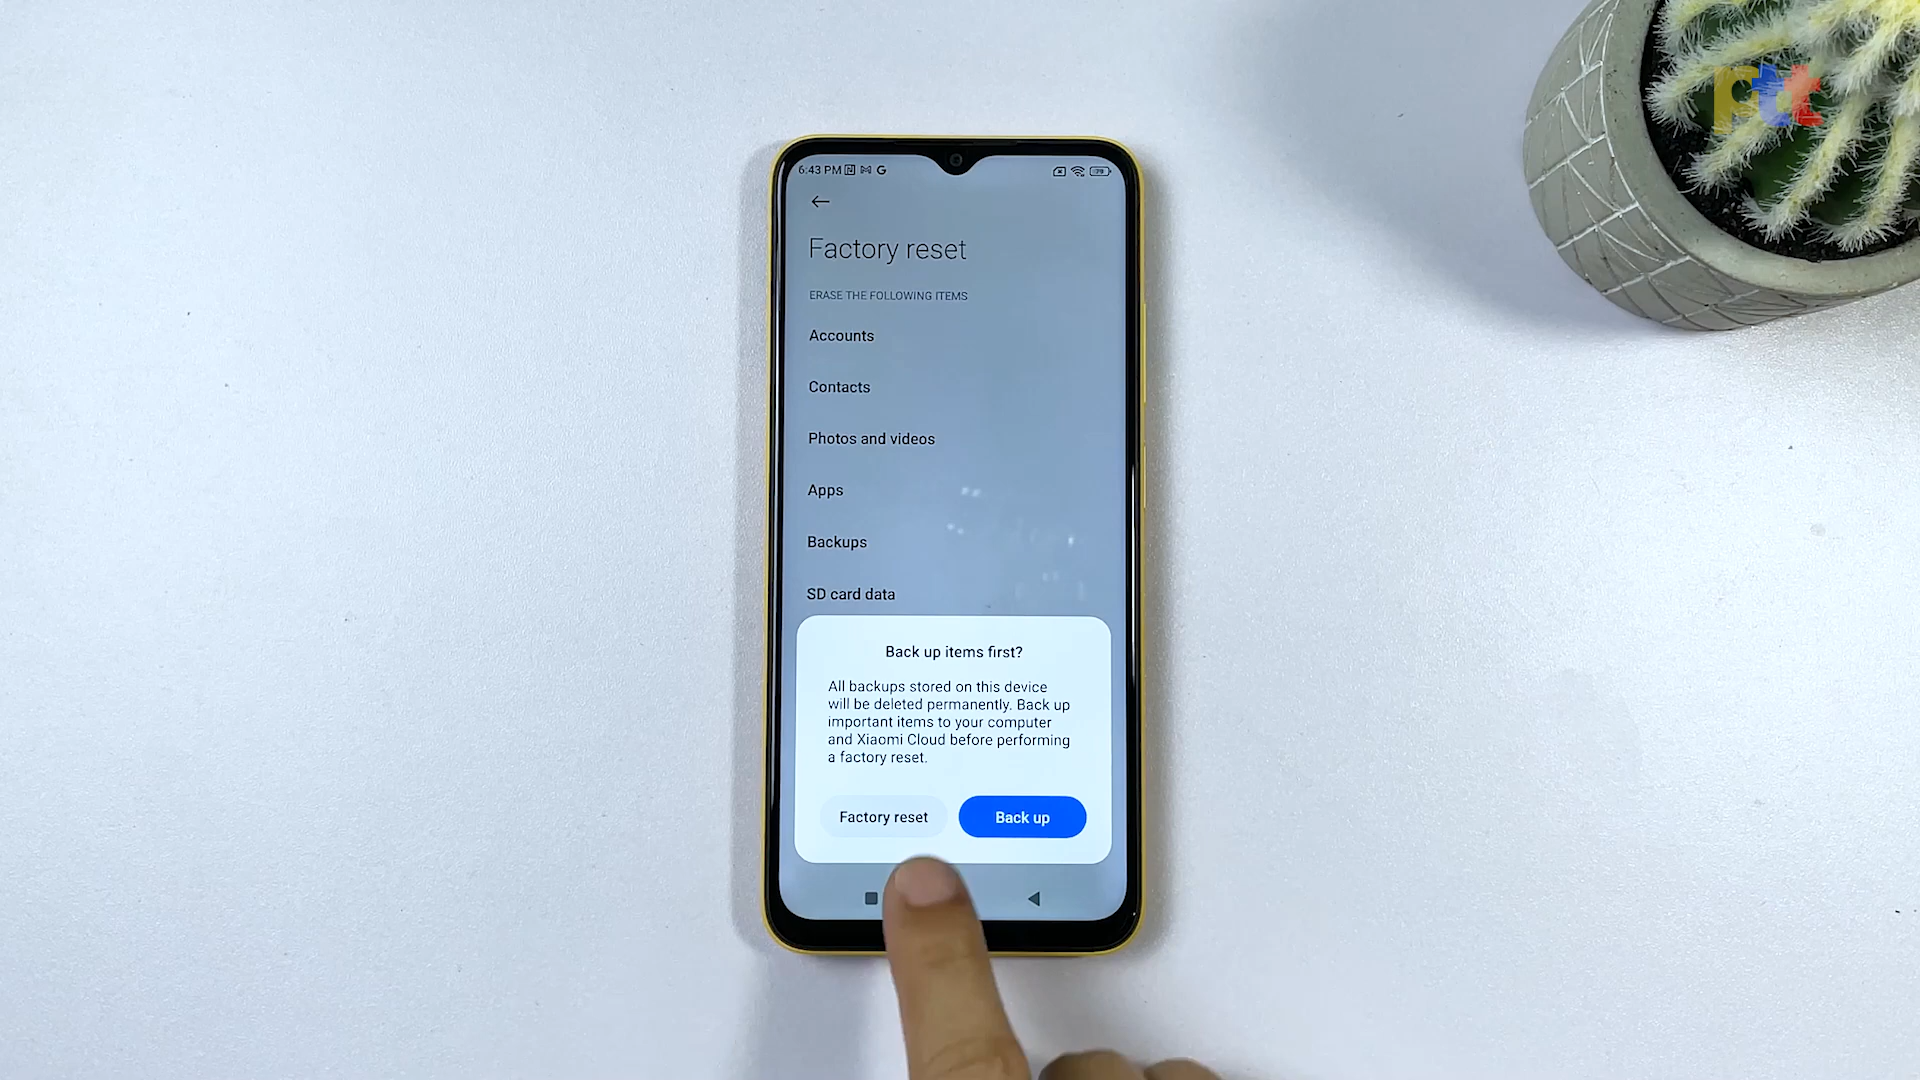 ptt
6:43 PM
Factory reset
ERASE THE FOLLOWING ITEMS
Accounts
Contacts
Photos and videos
Apps
Backups
SD card data
Back up items first?
All backups stored on this device
will be deleted permanently. Back up
important items to your computer
and Xiaomi Cloud before performing
a factory reset.
Factory reset
Back up